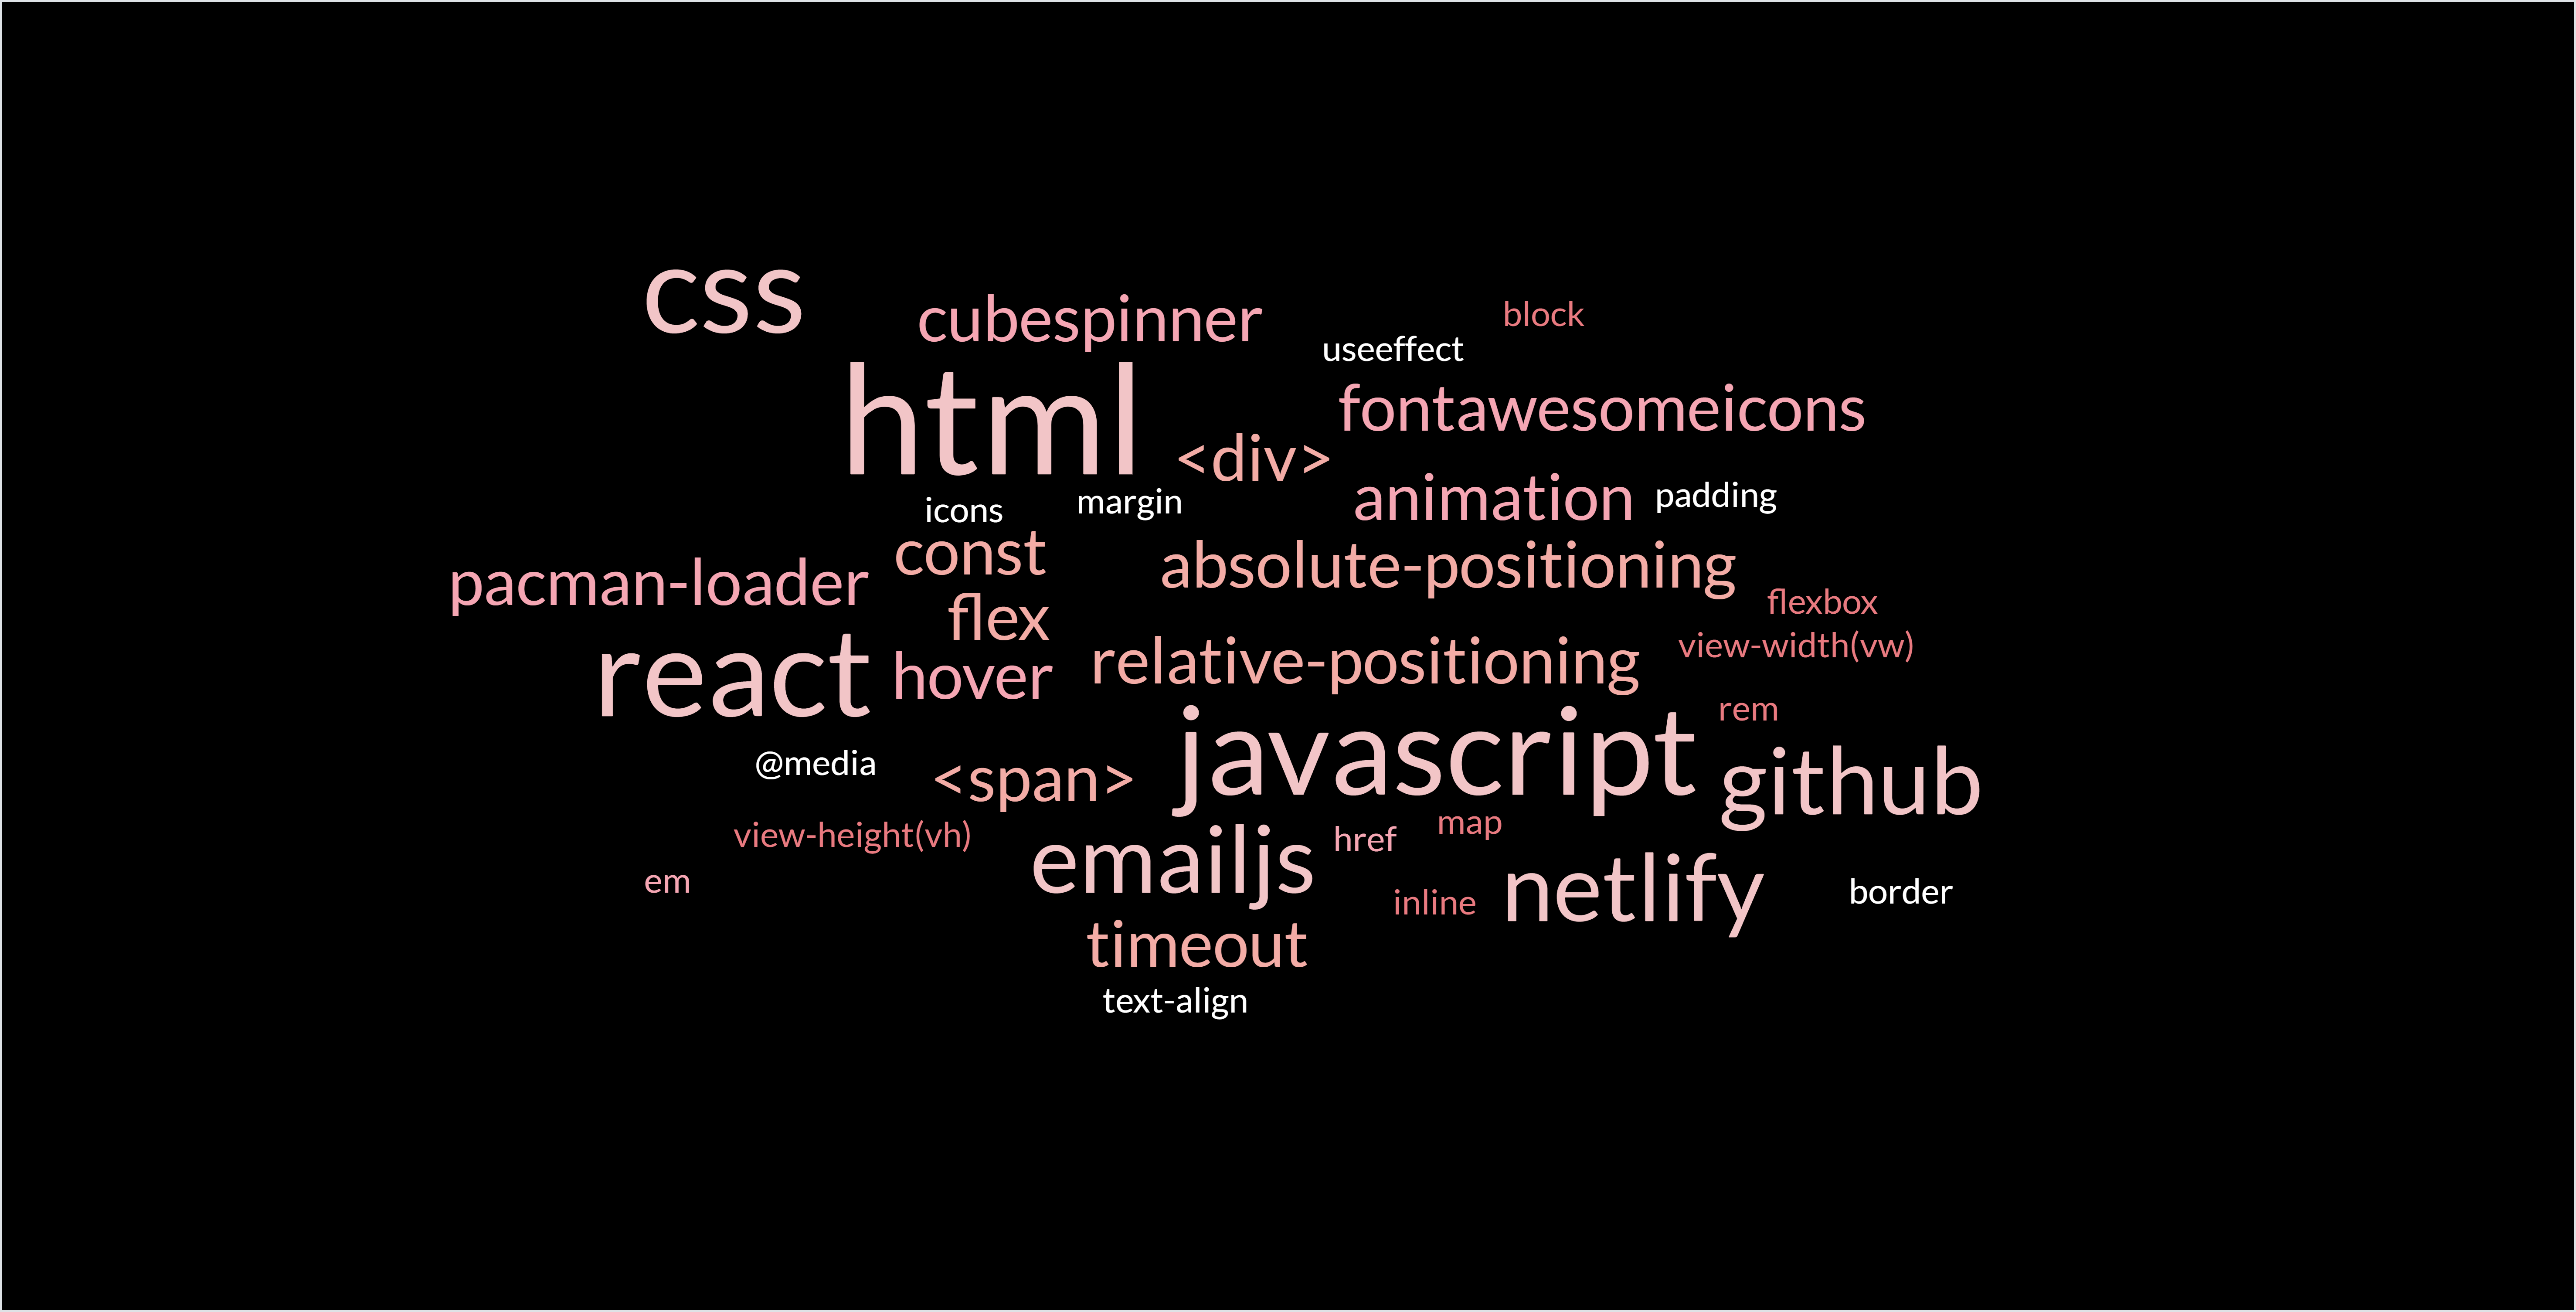 css
cubespinner
block
useeffect
html
fontawesomeicons
<div>
animation
padding
icons
margin
const
absolute-positioning
pacman-loader
flex
flexbox
react
hover
relative-positioning
view-width(vw)
rem
javascript
github
@media
<span>
view-height(vh)
emailjs
href
map
em
inline
netlify
border
timeout
text-align